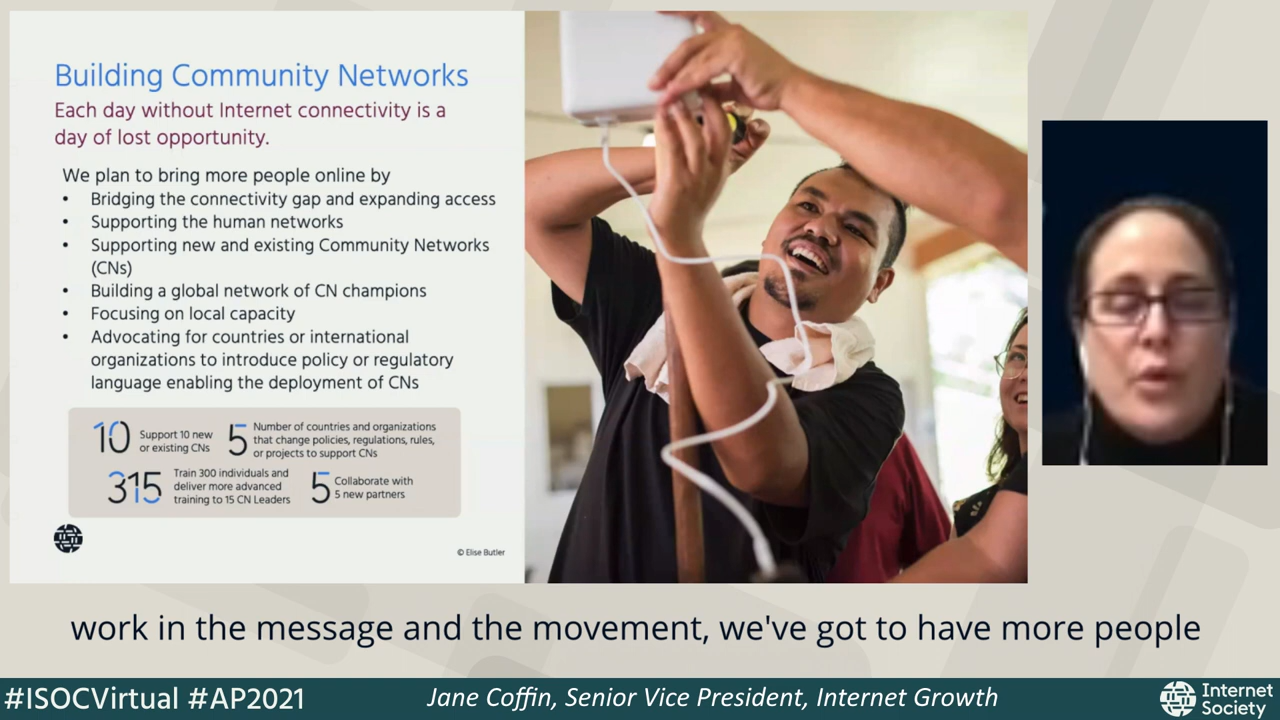 Building Community Networks
Each day without Internet connectivity is a
day of lost opportunity.
We plan to bring more people online by
• Bridging the connectivity gap and expanding access
• Supporting the human networks
• Supporting new and existing Community Networks
(CNs)
• Building a global network of CN champions
• Focusing on local capacity
• Advocating for countries or international
organizations to introduce policy or regulatory
language enabling the deployment of CNs
10
Support 10 new
or existing CNs
5
Number of countries and organizations
that change policies, regulations, rules,
or projects to support CNs
315
Train 300 individuals and
deliver more advanced
training to 15 CN Leaders
5
Collaborate with
5 new partners
© Elise Butler
work in the message and the movement, we've got to have more people
#ISOCVirtual #AP2021
Jane Coffin, Senior Vice President, Internet Growth
Internet
Society